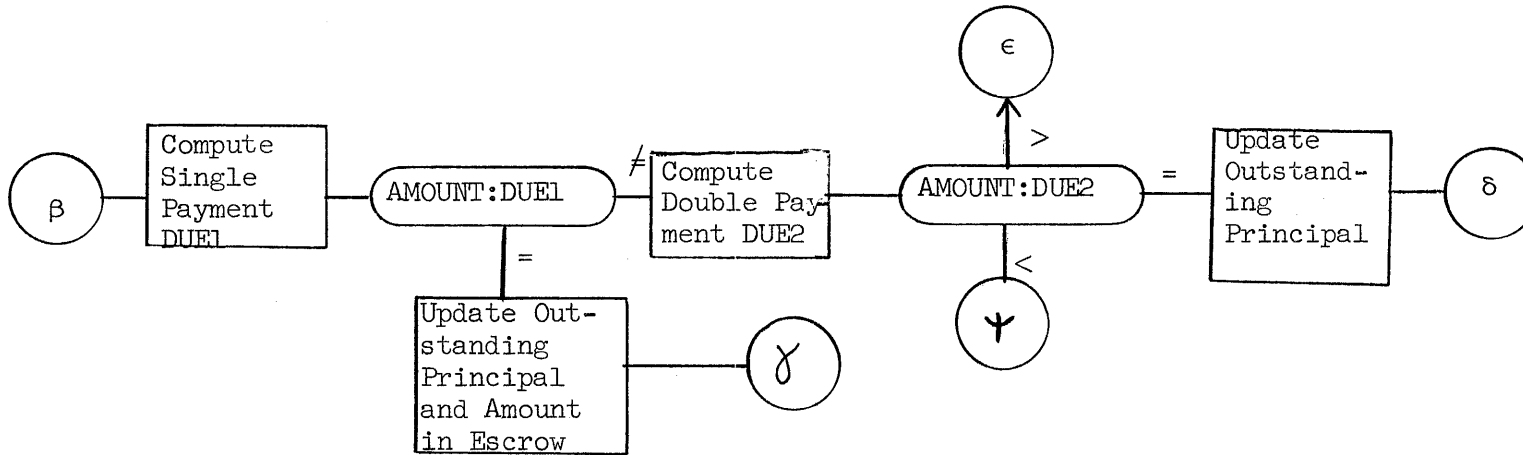 β
Compute
Single
Payment
DUE1
AMOUNT:DUE1
≠
Compute
Double Pay-
ment DUE2
AMOUNT:DUE2
>
ϵ
=
Update
Outstand-
ing
Principal
δ
=
Update Out-
standing
Principal
and Amount
in Escrow
γ
<
ψ